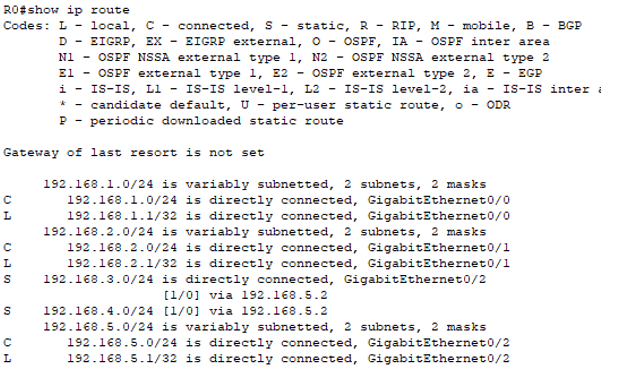 R0#show ip route
Codes: L - local, C - connected, S - static, R - RIP, M - mobile, B - BGP
       D - EIGRP, EX - EIGRP external, O - OSPF, IA - OSPF inter area
       N1 - OSPF NSSA external type 1, N2 - OSPF NSSA external type 2
       E1 - OSPF external type 1, E2 - OSPF external type 2, E - EGP
       i - IS-IS, L1 - IS-IS level-1, L2 - IS-IS level-2, ia - IS-IS inter
       * - candidate default, U - per-user static route, o - ODR
       P - periodic downloaded static route

Gateway of last resort is not set

     192.168.1.0/24 is variably subnetted, 2 subnets, 2 masks
C       192.168.1.0/24 is directly connected, GigabitEthernet0/0
L       192.168.1.1/32 is directly connected, GigabitEthernet0/0
     192.168.2.0/24 is variably subnetted, 2 subnets, 2 masks
C       192.168.2.0/24 is directly connected, GigabitEthernet0/1
L       192.168.2.1/32 is directly connected, GigabitEthernet0/1
S    192.168.3.0/24 is directly connected, GigabitEthernet0/2
                    [1/0] via 192.168.5.2
S    192.168.4.0/24 [1/0] via 192.168.5.2
     192.168.5.0/24 is variably subnetted, 2 subnets, 2 masks
C       192.168.5.0/24 is directly connected, GigabitEthernet0/2
L       192.168.5.1/32 is directly connected, GigabitEthernet0/2